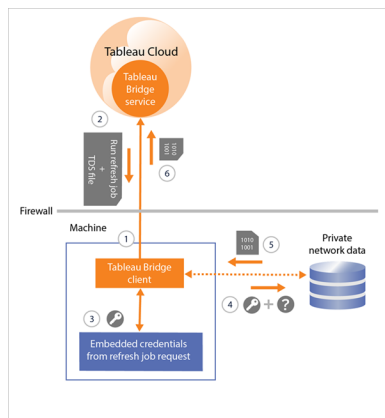 Tableau Cloud
Tableau
Bridge
service
2
Run refresh job
+
TDS file
1010
1001
6
Firewall
Machine
1
1010
1001
5
Private
network data
Tableau Bridge
client
3
4
+
?
Embedded credentials
from refresh job request